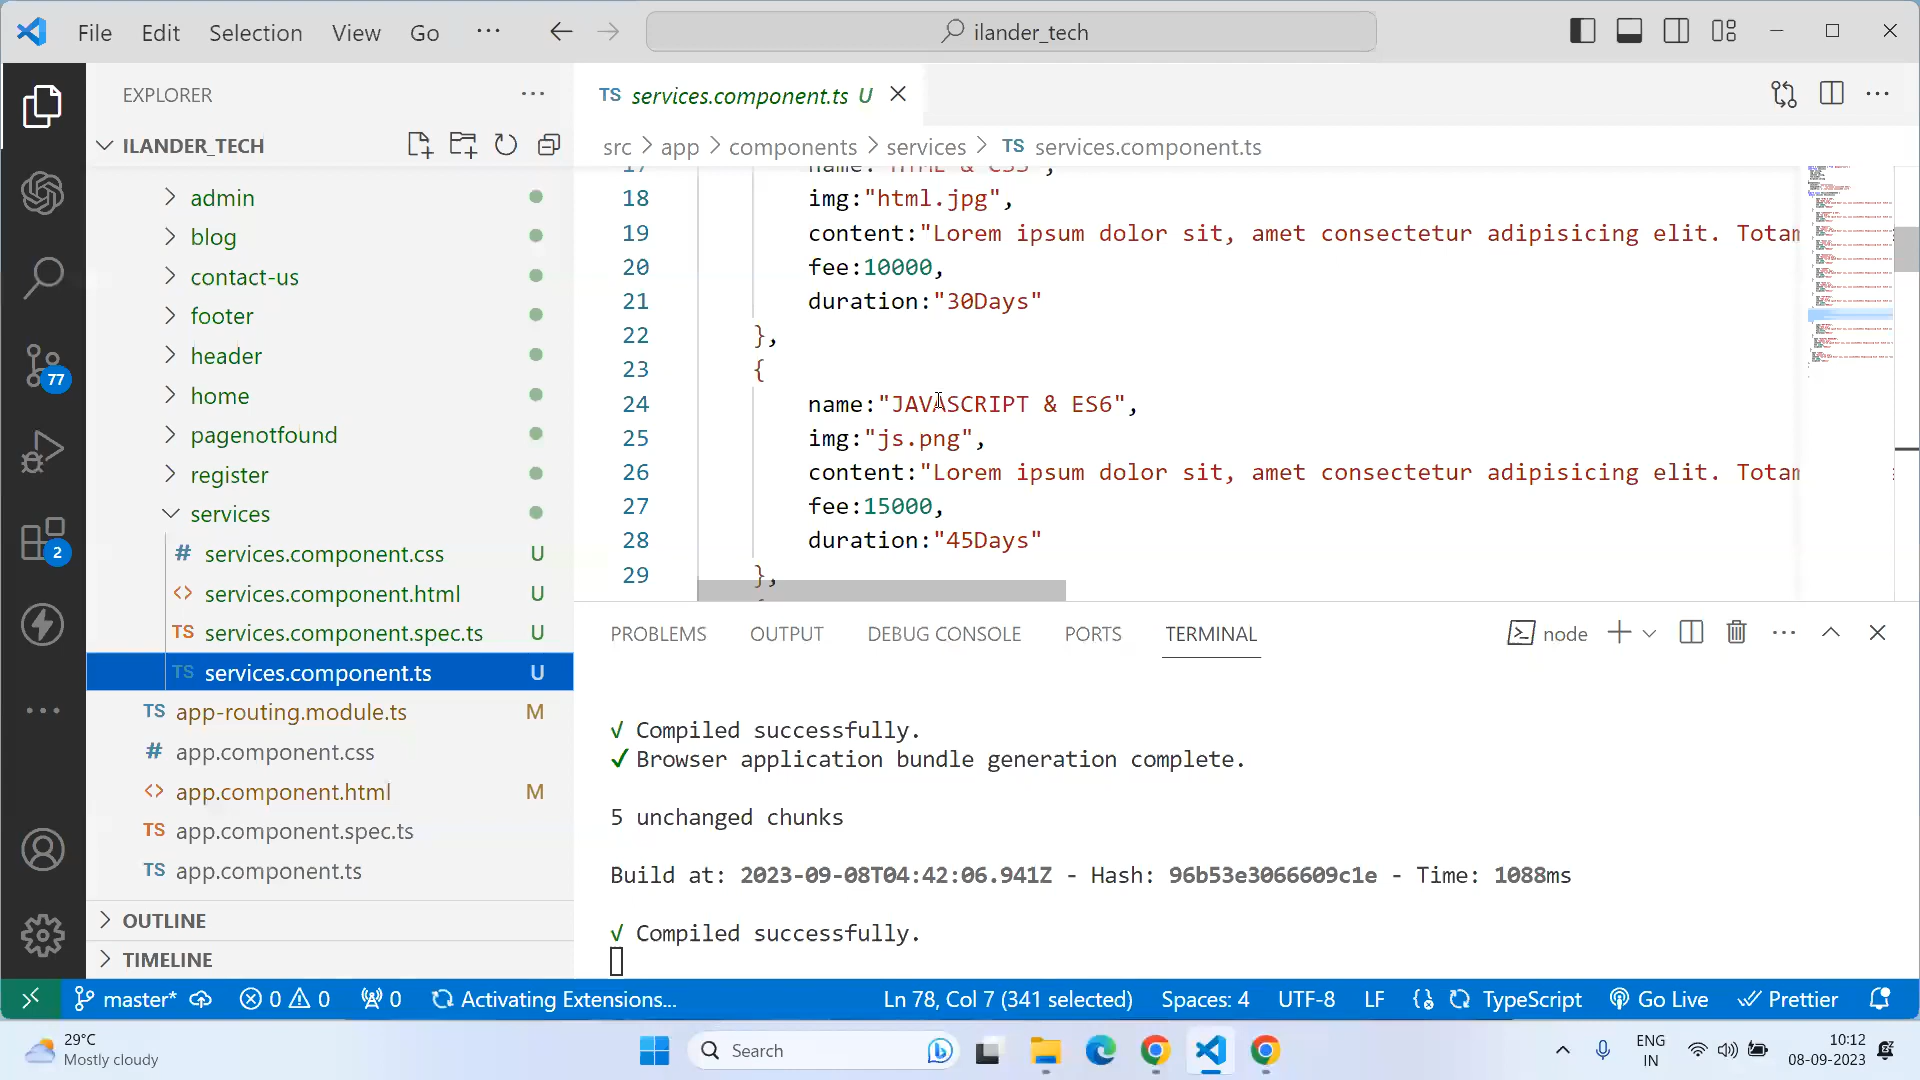 File Edit Selection View Go ···
ilander_tech
EXPLORER
ILANDER_TECH
admin
blog
contact-us
footer
header
home
pagenotfound
register
services
# services.component.css U
<> services.component.html U
TS services.component.spec.ts U
TS services.component.ts U
TS app-routing.module.ts M
# app.component.css
<> app.component.html M
TS app.component.spec.ts
TS app.component.ts
OUTLINE
TIMELINE
77
2
TS services.component.ts U
src > app > components > services > TS services.component.ts
17 name:"HTML & CSS",
18 img:"html.jpg",
19 content:"Lorem ipsum dolor sit, amet consectetur adipisicing elit. Totam
20 fee:10000,
21 duration:"30Days"
22 },
23 {
24 name:"JAVASCRIPT & ES6",
25 img:"js.png",
26 content:"Lorem ipsum dolor sit, amet consectetur adipisicing elit. Totam
27 fee:15000,
28 duration:"45Days"
29 },
PROBLEMS OUTPUT DEBUG CONSOLE PORTS TERMINAL
node
√ Compiled successfully.
✔ Browser application bundle generation complete.
5 unchanged chunks
Build at: 2023-09-08T04:42:06.941Z - Hash: 96b53e3066609c1e - Time: 1088ms
√ Compiled successfully.
master* 0 0 0 Activating Extensions... Ln 78, Col 7 (341 selected) Spaces: 4 UTF-8 LF TypeScript Go Live Prettier
29°C
Mostly cloudy
Search
ENG
IN
10:12
08-09-2023